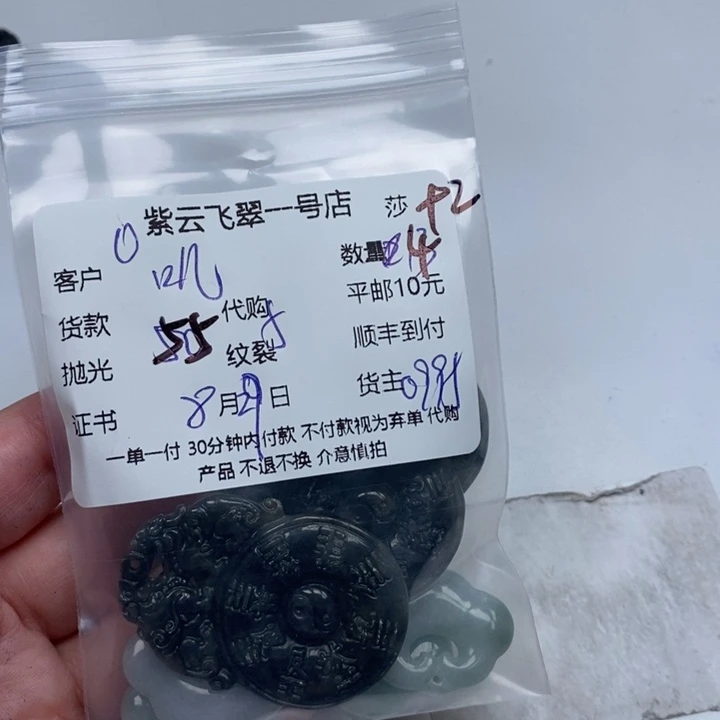 紫云飞翠一号店 莎 +2
0
客户 叽 数量 4
货款 55 代购 5 平邮10元
抛光 纹裂 顺丰到付
证书 8月29日 货主
一单一付 30分钟内付款 不付款视为弃单 代购
产品 不退不换 介意慎拍